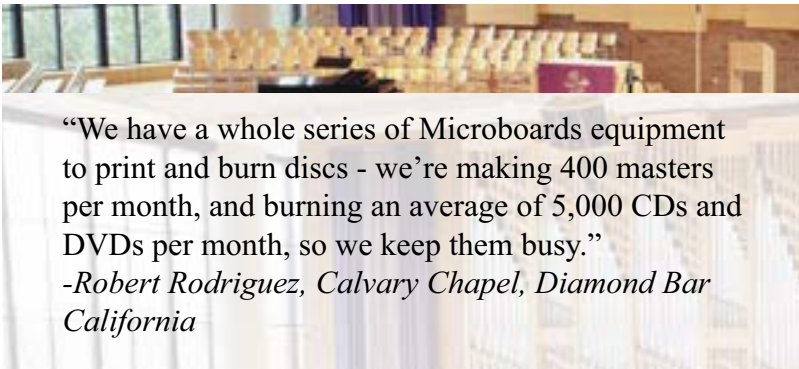 “We have a whole series of Microboards equipment
to print and burn discs - we’re making 400 masters
per month, and burning an average of 5,000 CDs and
DVDs per month, so we keep them busy.”
-Robert Rodriguez, Calvary Chapel, Diamond Bar
California